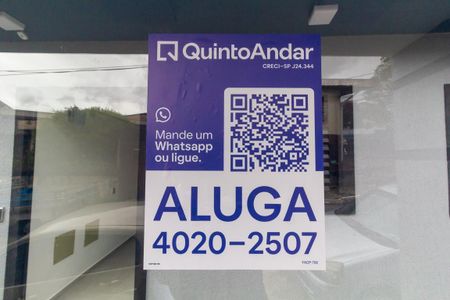 QuintoAndar
CRECI-SP J24.344
Mande um
Whatsapp
ou ligue.
ALUGA
4020-2507